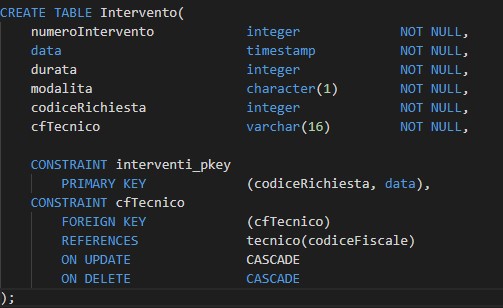 CREATE TABLE Intervento(
numeroIntervento integer NOT NULL,
data timestamp NOT NULL,
durata integer NOT NULL,
modalita character(1) NOT NULL,
codiceRichiesta integer NOT NULL,
cfTecnico varchar(16) NOT NULL,
CONSTRAINT interventi_pkey
PRIMARY KEY (codiceRichiesta, data),
CONSTRAINT cfTecnico
FOREIGN KEY (cfTecnico)
REFERENCES tecnico(codiceFiscale)
ON UPDATE CASCADE
ON DELETE CASCADE
);